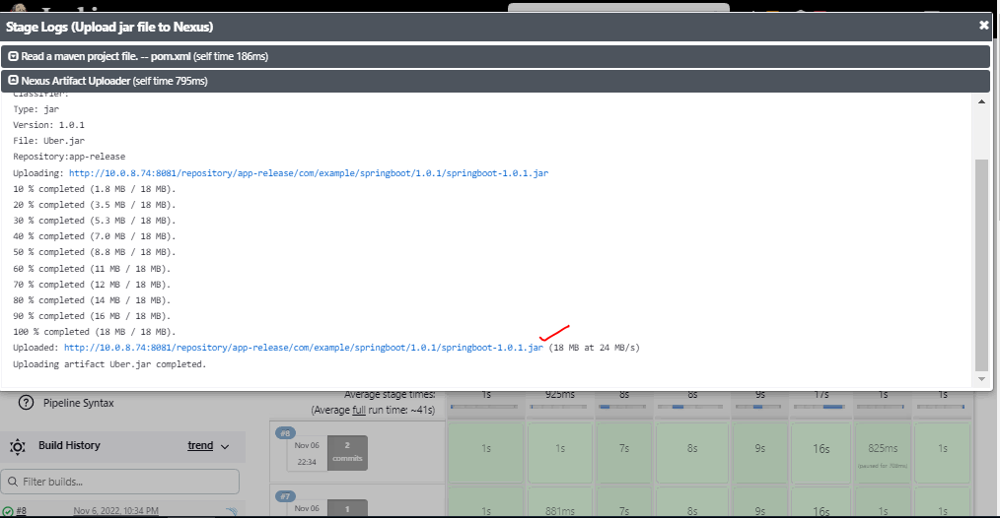 Stage Logs (Upload jar file to Nexus)
Read a maven project file. -- pom.xml (self time 186ms)
Nexus Artifact Uploader (self time 795ms)
Classifier:
Type: jar
Version: 1.0.1
File: Uber.jar
Repository:app-release
Uploading: http://10.0.8.74:8081/repository/app-release/com/example/springboot/1.0.1/springboot-1.0.1.jar
10 % completed (1.8 MB / 18 MB).
20 % completed (3.5 MB / 18 MB).
30 % completed (5.3 MB / 18 MB).
40 % completed (7.0 MB / 18 MB).
50 % completed (8.8 MB / 18 MB).
60 % completed (11 MB / 18 MB).
70 % completed (12 MB / 18 MB).
80 % completed (14 MB / 18 MB).
90 % completed (16 MB / 18 MB).
100 % completed (18 MB / 18 MB).
Uploaded: http://10.0.8.74:8081/repository/app-release/com/example/springboot/1.0.1/springboot-1.0.1.jar (18 MB at 24 MB/s)
Uploading artifact Uber.jar completed.
Pipeline Syntax
Average stage times:
(Average full run time: ~41s)
1s 925ms 8s 8s 9s 17s 1s 1s
Build History trend
Filter builds...
#8 Nov 6, 2022, 10:34 PM
#8
Nov 06
22:34
2
commits
1s 1s 7s 8s 9s 16s 825ms 1s
#7
Nov 06
1
1s 881ms 7s 8s 9s 16s 1s 1s